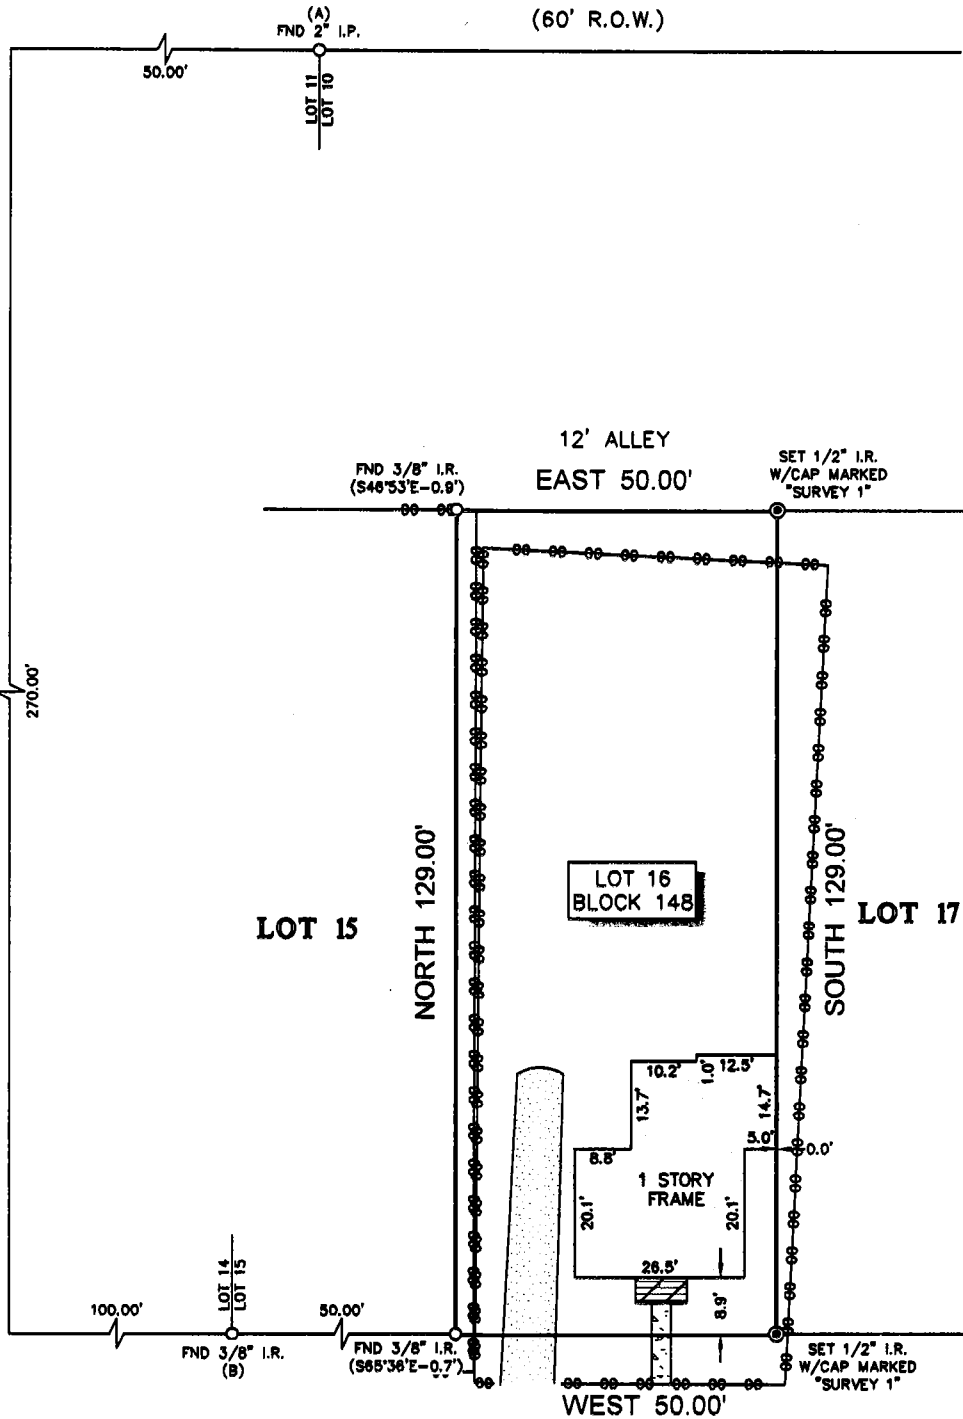 (A)
FND 2" I.P.
(60' R.O.W.)
50.00'
LOT 11
LOT 10
12' ALLEY
EAST 50.00'
FND 3/8" I.R.
(S46°53'E-0.9')
SET 1/2" I.R.
W/CAP MARKED
"SURVEY 1"
270.00'
NORTH 129.00'
SOUTH 129.00'
LOT 16
BLOCK 148
LOT 15
LOT 17
10.2'
1.0'
12.5'
13.7'
14.7'
5.0'
0.0'
8.8'
1 STORY
FRAME
20.1'
20.1'
26.5'
8.9'
LOT 14
LOT 15
100.00'
50.00'
FND 3/8" I.R.
(B)
FND 3/8" I.R.
(S65°36'E-0.7')
SET 1/2" I.R.
W/CAP MARKED
"SURVEY 1"
WEST 50.00'